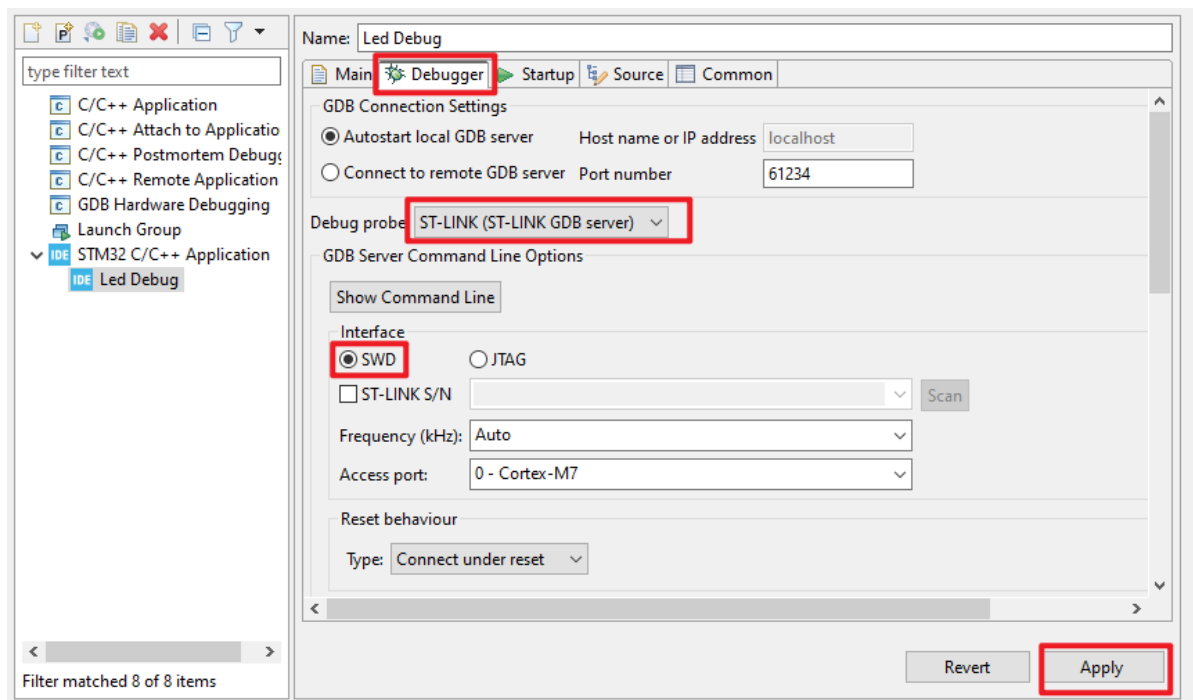 Name: Led Debug
type filter text
C/C++ Application
C/C++ Attach to Applicatio
C/C++ Postmortem Debugg
C/C++ Remote Application
GDB Hardware Debugging
Launch Group
IDE STM32 C/C++ Application
IDE Led Debug
Filter matched 8 of 8 items
Main Debugger Startup Source Common
GDB Connection Settings
Autostart local GDB server Host name or IP address localhost
Connect to remote GDB server Port number 61234
Debug probe ST-LINK (ST-LINK GDB server)
GDB Server Command Line Options
Show Command Line
Interface
SWD JTAG
ST-LINK S/N Scan
Frequency (kHz): Auto
Access port: 0 - Cortex-M7
Reset behaviour
Type: Connect under reset
Revert Apply